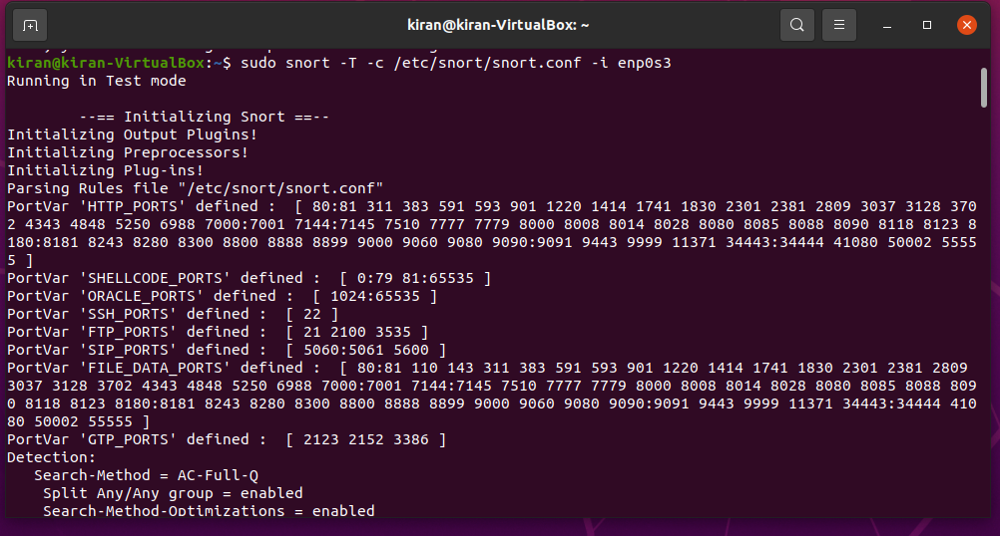 kiran@kiran-VirtualBox: ~
kiran@kiran-VirtualBox:~$ sudo snort -T -c /etc/snort/snort.conf -i enp0s3
Running in Test mode
--== Initializing Snort ==--
Initializing Output Plugins!
Initializing Preprocessors!
Initializing Plug-ins!
Parsing Rules file "/etc/snort/snort.conf"
PortVar 'HTTP_PORTS' defined :  [ 80:81 311 383 591 593 901 1220 1414 1741 1830 2301 2381 2809 3037 3128 370
2 4343 4848 5250 6988 7000:7001 7144:7145 7510 7777 7779 8000 8008 8014 8028 8080 8085 8088 8090 8118 8123 8
180:8181 8243 8280 8300 8800 8888 8899 9000 9060 9080 9090:9091 9443 9999 11371 34443:34444 41080 50002 5555
5 ]
PortVar 'SHELLCODE_PORTS' defined :  [ 0:79 81:65535 ]
PortVar 'ORACLE_PORTS' defined :  [ 1024:65535 ]
PortVar 'SSH_PORTS' defined :  [ 22 ]
PortVar 'FTP_PORTS' defined :  [ 21 2100 3535 ]
PortVar 'SIP_PORTS' defined :  [ 5060:5061 5600 ]
PortVar 'FILE_DATA_PORTS' defined :  [ 80:81 110 143 311 383 591 593 901 1220 1414 1741 1830 2301 2381 2809
3037 3128 3702 4343 4848 5250 6988 7000:7001 7144:7145 7510 7777 7779 8000 8008 8014 8028 8080 8085 8088 809
0 8118 8123 8180:8181 8243 8280 8300 8800 8888 8899 9000 9060 9080 9090:9091 9443 9999 11371 34443:34444 410
80 50002 55555 ]
PortVar 'GTP_PORTS' defined :  [ 2123 2152 3386 ]
Detection:
Search-Method = AC-Full-Q
Split Any/Any group = enabled
Search-Method-Optimizations = enabled